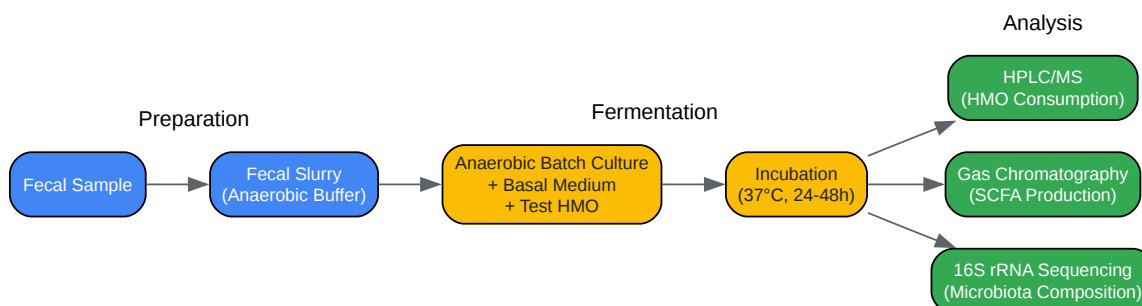 Analysis
HPLC/MS
(HMO Consumption)
Preparation
Fermentation
Fecal Sample
Fecal Slurry
(Anaerobic Buffer)
Anaerobic Batch Culture
+ Basal Medium
+ Test HMO
Incubation
(37°C, 24-48h)
Gas Chromatography
(SCFA Production)
16S rRNA Sequencing
(Microbiota Composition)